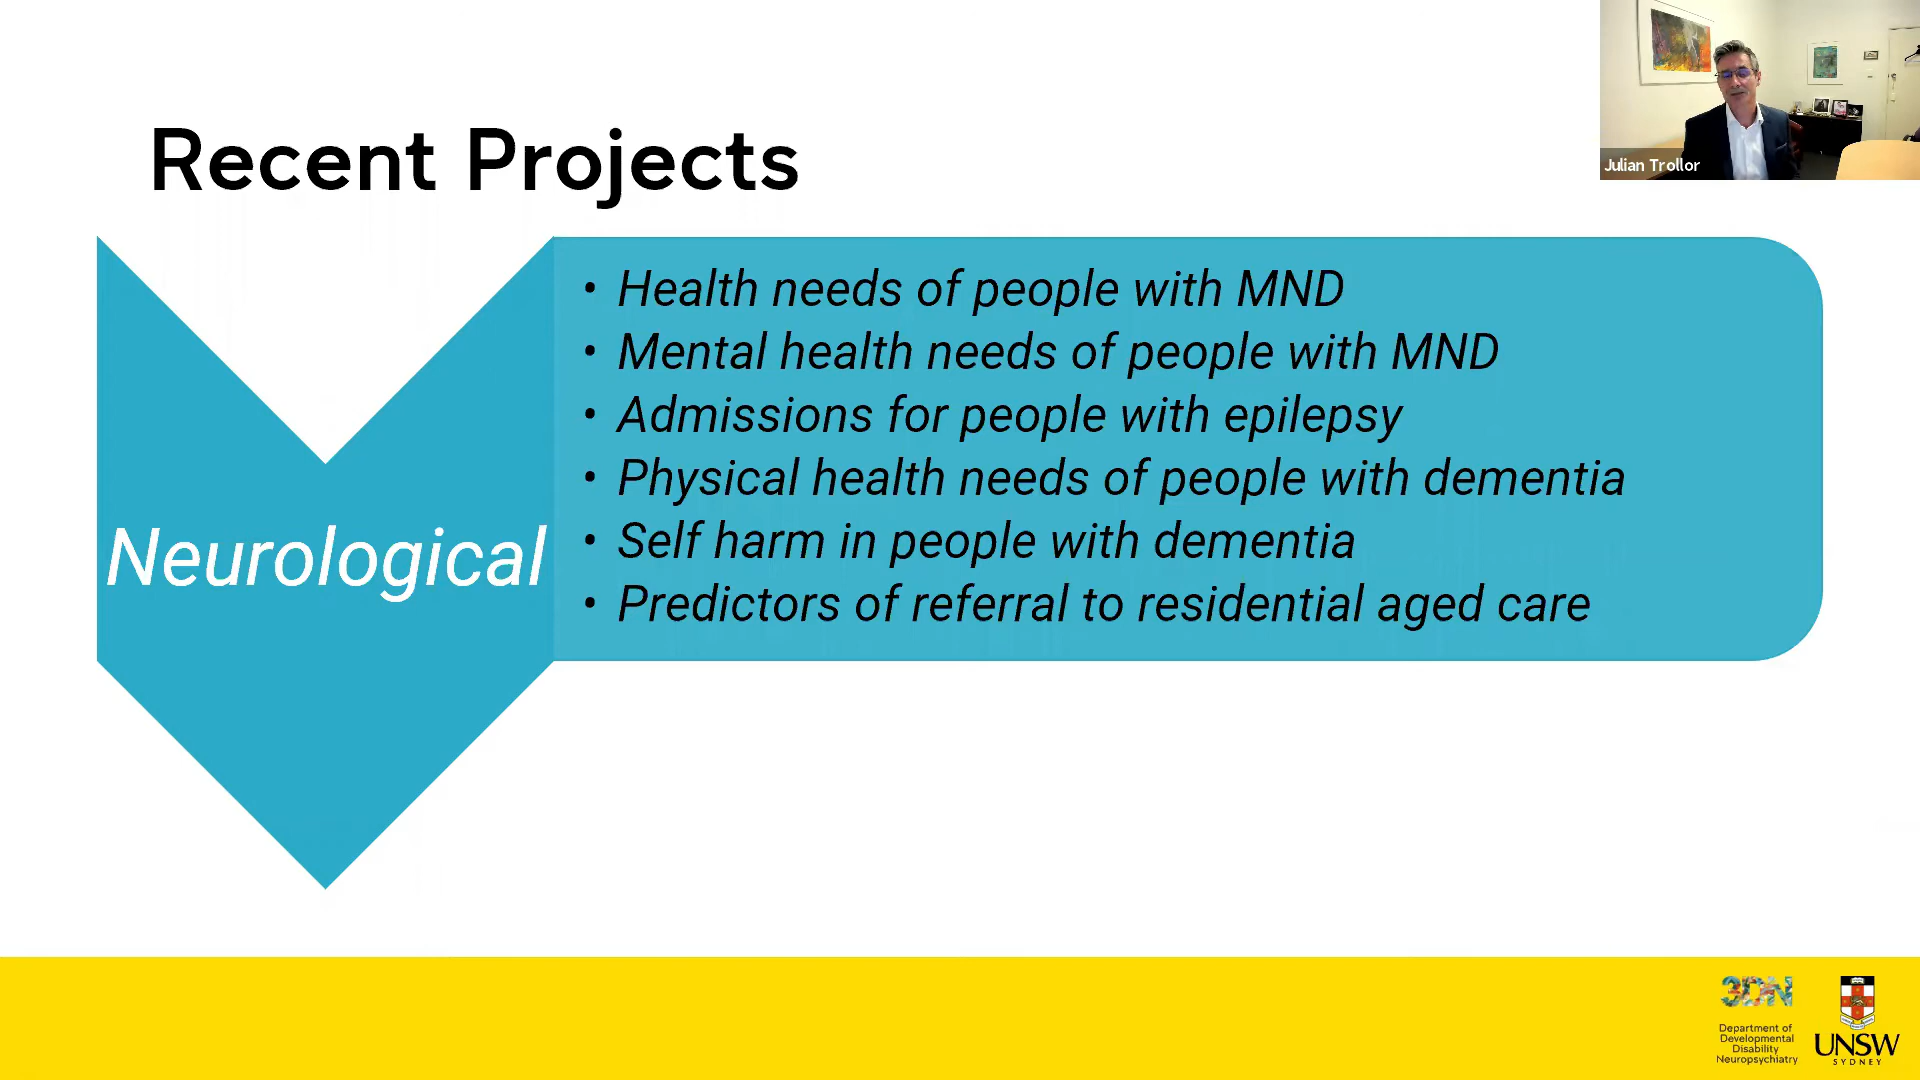 Recent Projects
Julian Trollor
Neurological
• Health needs of people with MND
• Mental health needs of people with MND
• Admissions for people with epilepsy
• Physical health needs of people with dementia
• Self harm in people with dementia
• Predictors of referral to residential aged care
3DN
Department of
Developmental
Disability
Neuropsychiatry
UNSW
SYDNEY